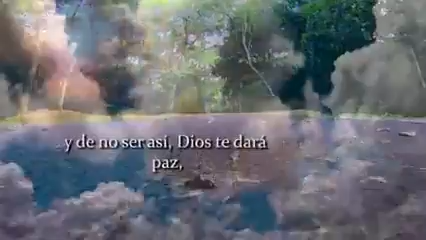 y de no ser así, Dios te dará
paz,